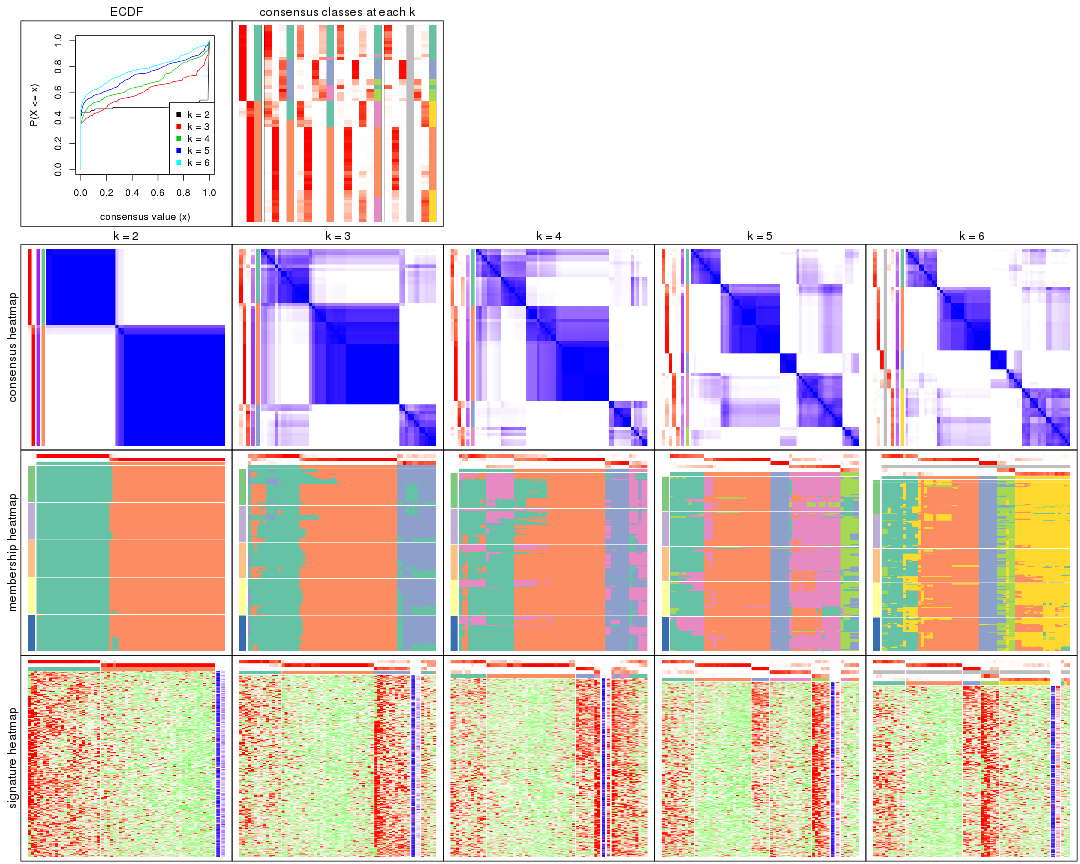 ECDF
consensus classes at each k
P(X <= x)
0.0 0.2 0.4 0.6 0.8 1.0
k = 2
k = 3
k = 4
k = 5
k = 6
0.0 0.2 0.4 0.6 0.8 1.0
consensus value (x)
k = 2
k = 3
k = 4
k = 5
k = 6
consensus heatmap
membership heatmap
signature heatmap